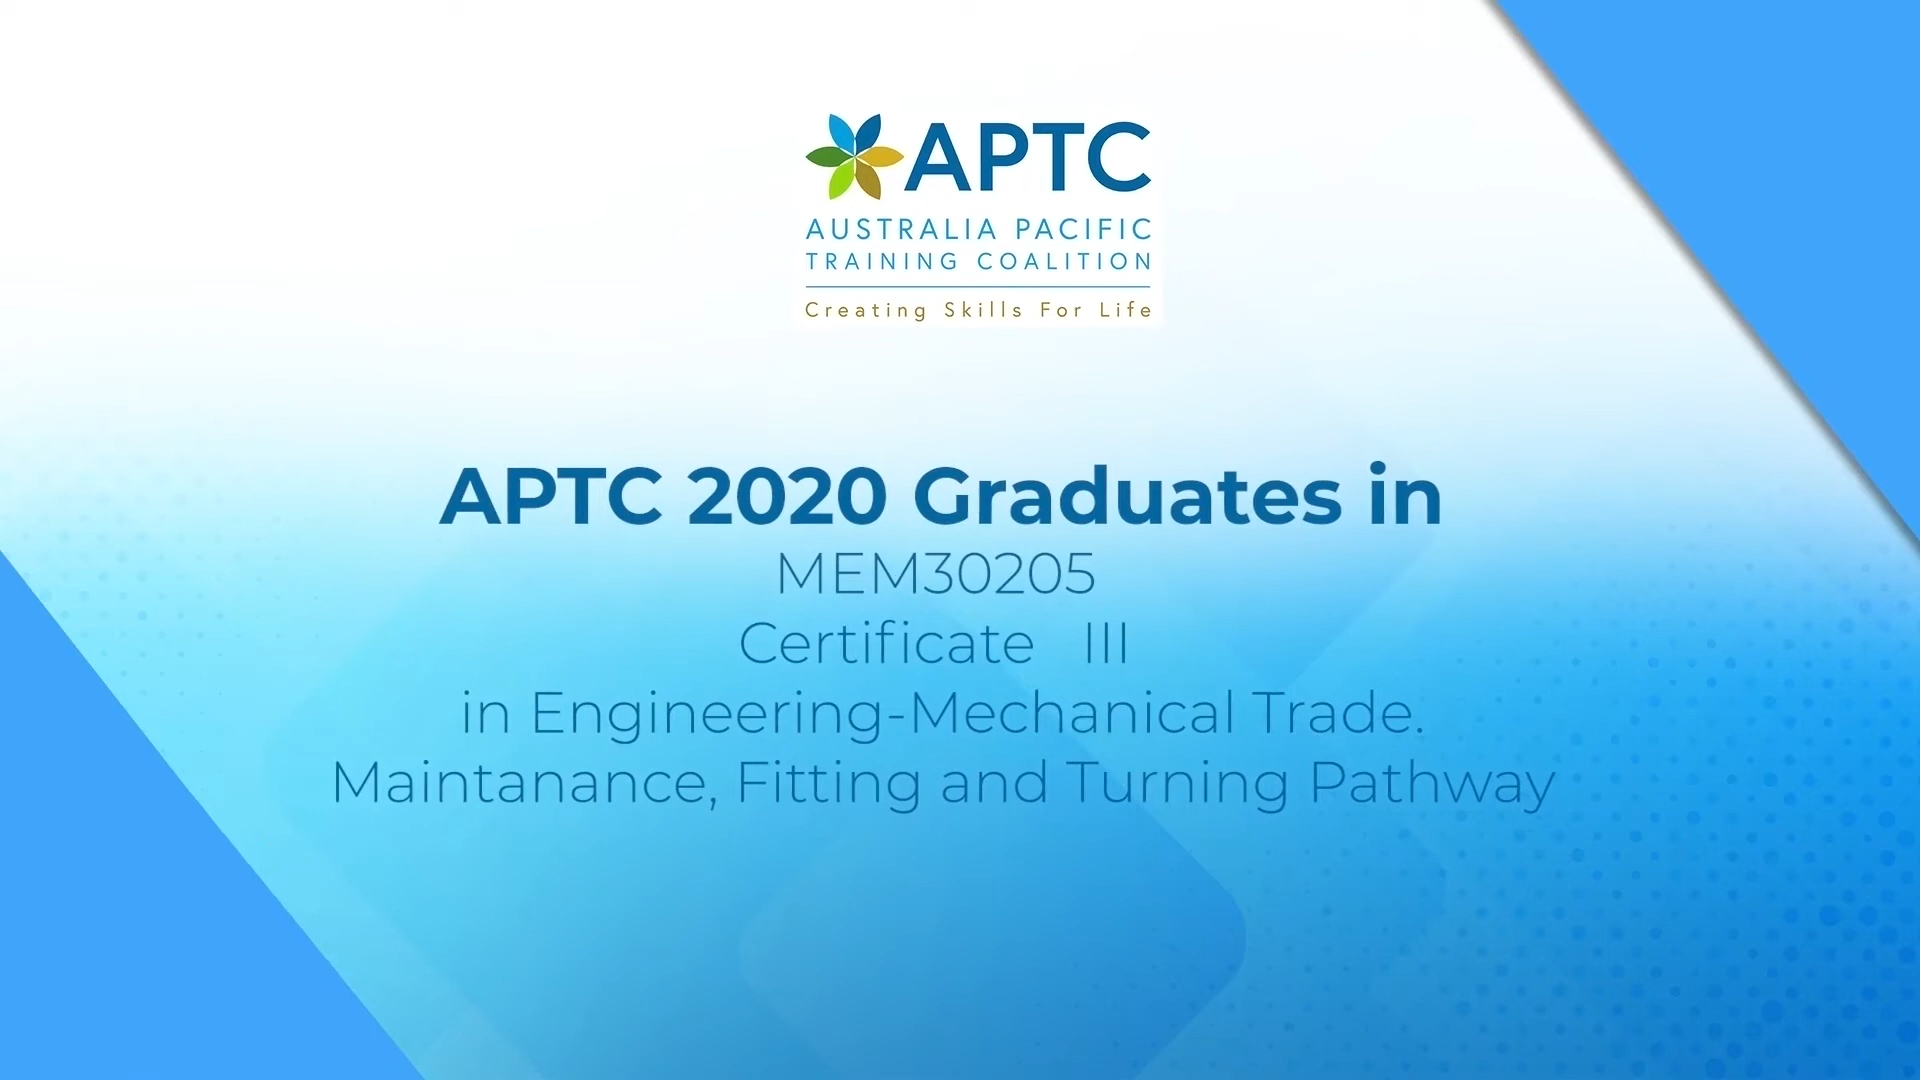 APTC
AUSTRALIA PACIFIC
TRAINING COALITION
Creating Skills For Life
APTC 2020 Graduates in
MEM30205
Certificate III
in Engineering-Mechanical Trade.
Maintanance, Fitting and Turning Pathway